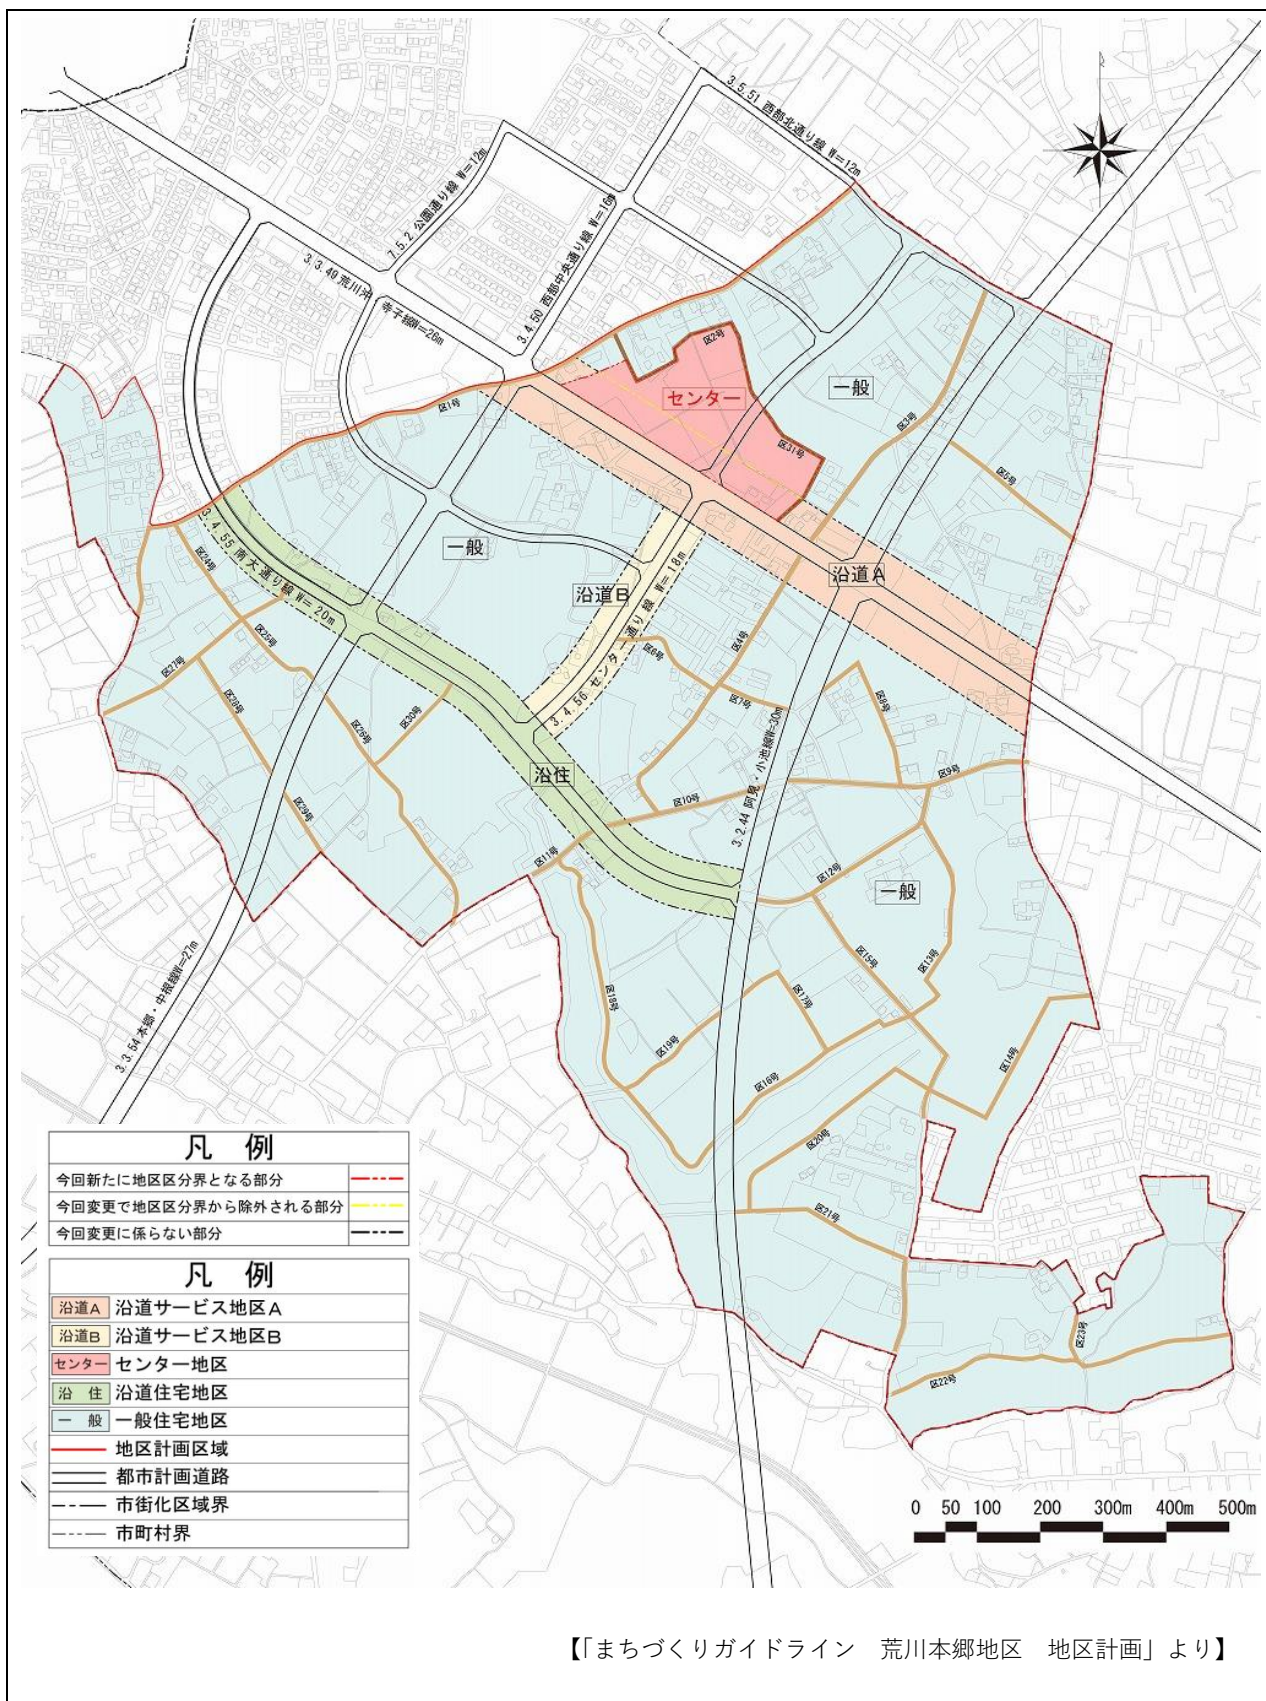 3.5.51 西部北通り線 W=12m
7.5.2 公園通り線 W=12m
3.4.50 西部中央通り線 W=16m
3.3.49 荒川沖
寺子線W=26m
区2号
センター
一般
区1号
区3号
区31号
区5号
3.4.55 南大通り線 W=20m
区24号
一般
沿道B
沿道A
3.4.56 センター通り線 W=18m
区4号
区25号
区6号
区27号
区7号
区8号
区28号
区30号
区26号
沿住
区9号
区10号
3.2.44 阿見・小池線W=30m
区29号
区11号
区12号
一般
3.3.54 本郷・中根線W=27m
区15号
区13号
区18号
区17号
区19号
区14号
区16号
区20号
区21号
区23号
区22号
凡 例
今回新たに地区区分界となる部分
今回変更で地区区分界から除外される部分
今回変更に係らない部分
凡 例
沿道A 沿道サービス地区A
沿道B 沿道サービス地区B
センター センター地区
沿 住 沿道住宅地区
一 般 一般住宅地区
地区計画区域
都市計画道路
市街化区域界
市町村界
0 50 100 200 300m 400m 500m
【「まちづくりガイドライン 荒川本郷地区 地区計画」より】